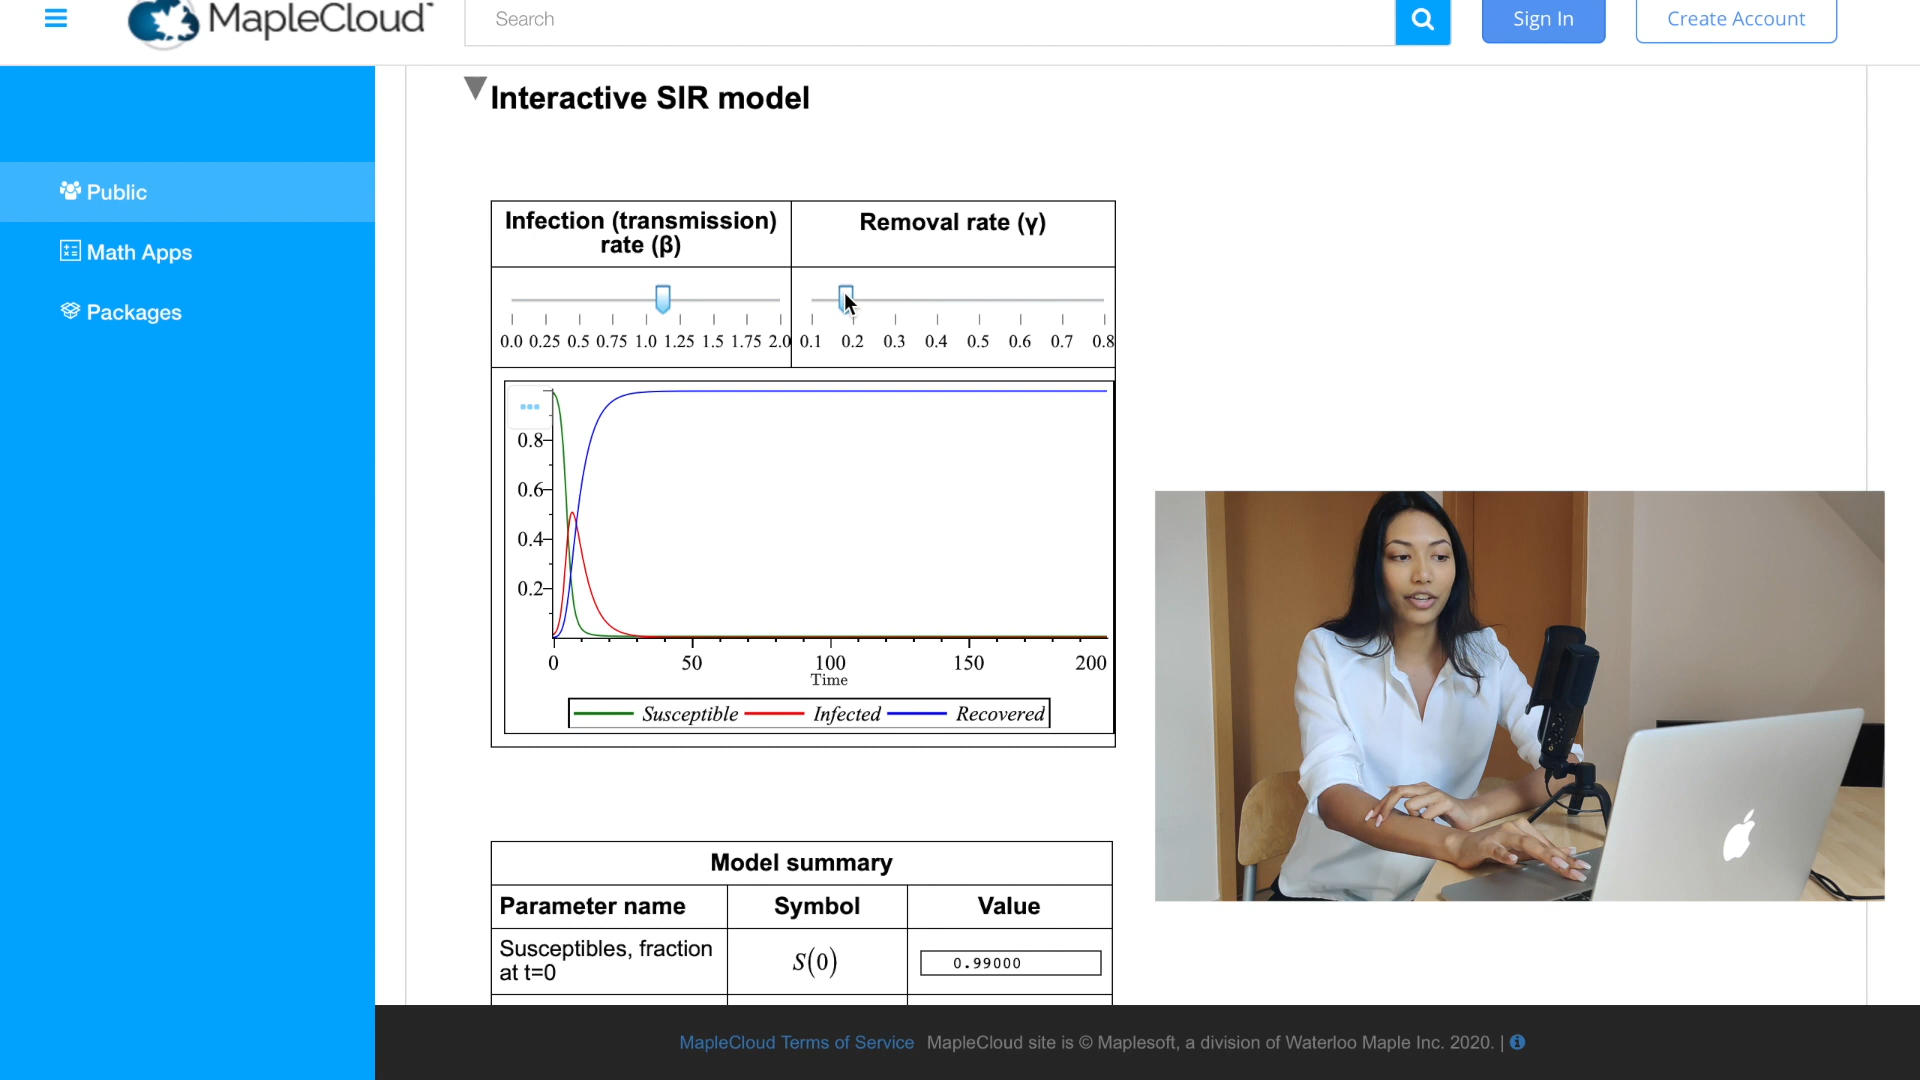 MapleCloud™
Search
Sign In
Create Account
Public
Math Apps
Packages
Interactive SIR model
Infection (transmission)
rate (β)
Removal rate (γ)
0.0 0.25 0.5 0.75 1.0 1.25 1.5 1.75 2.0
0.1 0.2 0.3 0.4 0.5 0.6 0.7 0.8
0.8
0.6
0.4
0.2
0 50 100 150 200
Time
Susceptible Infected Recovered
Model summary
Parameter name Symbol Value
Susceptibles, fraction
at t=0
S(0)
0.99000
MapleCloud Terms of Service MapleCloud site is © Maplesoft, a division of Waterloo Maple Inc. 2020. |